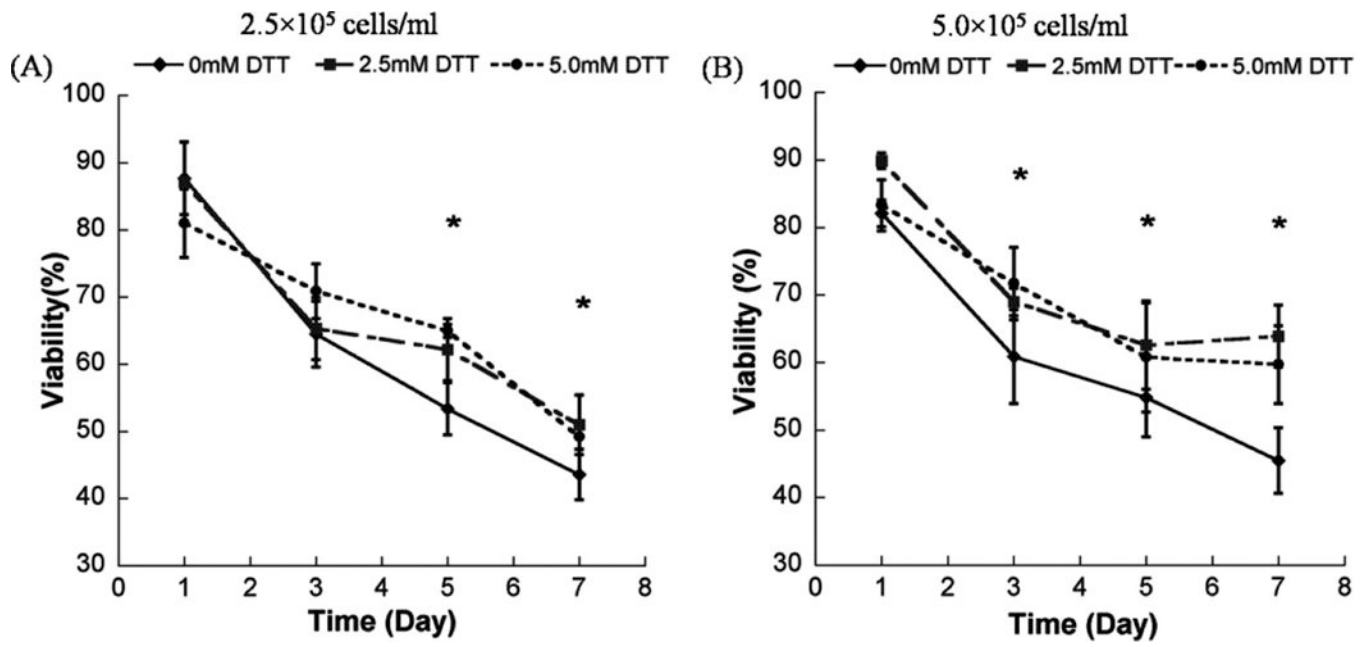 2.5×10⁵ cells/ml
(A)
0mM DTT 2.5mM DTT 5.0mM DTT
100
90
80
70
60
50
40
30
Viability(%)
*
*
0 1 2 3 4 5 6 7 8
Time (Day)
5.0×10⁵ cells/ml
(B)
0mM DTT 2.5mM DTT 5.0mM DTT
100
90
80
70
60
50
40
30
Viability (%)
*
*
*
0 1 2 3 4 5 6 7 8
Time (Day)